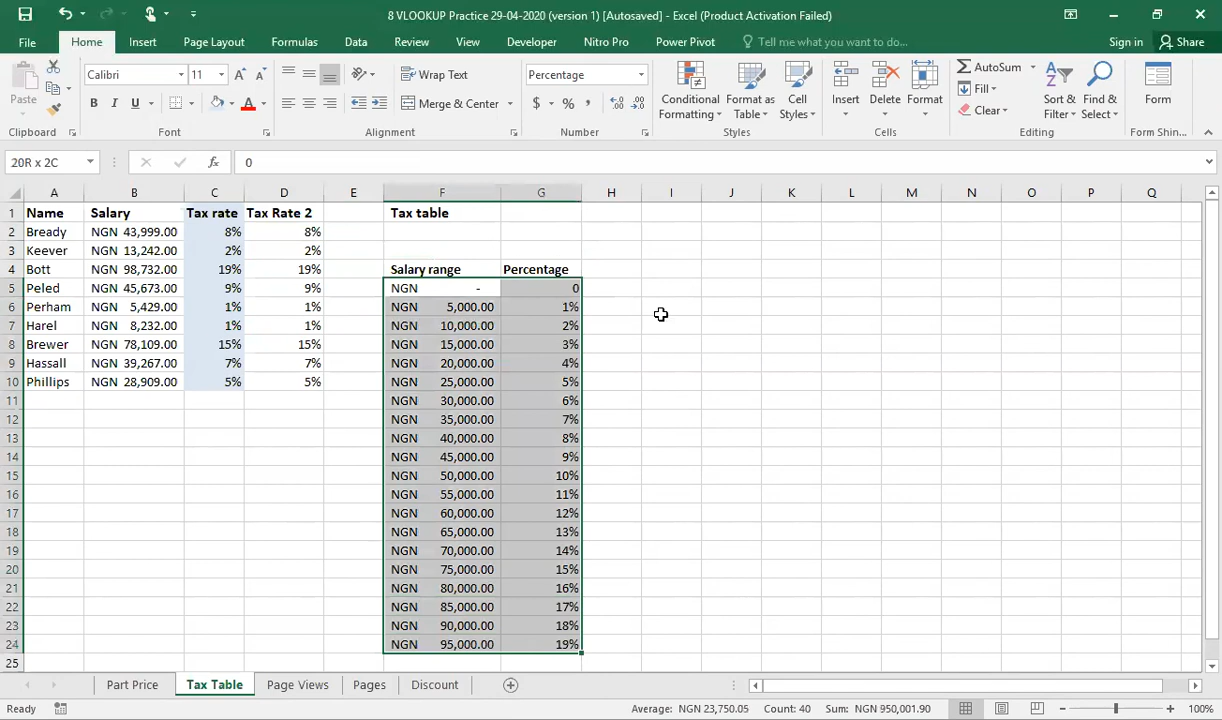 8 VLOOKUP Practice 29-04-2020 (version 1) [Autosaved] - Excel (Product Activation Failed)
File Home Insert Page Layout Formulas Data Review View Developer Nitro Pro Power Pivot Tell me what you want to do... Sign in Share
Calibri 11 Wrap Text Percentage AutoSum
Paste B I U A Merge & Center $ % Conditional Formatting Format as Table Cell Styles Insert Delete Format Fill Clear Sort & Filter Find & Select Form
Clipboard Font Alignment Number Styles Cells Editing Form Shin...
20R x 2C fx 0
A B C D E F G H I J K L M N O P Q
1 Name Salary Tax rate Tax Rate 2 Tax table
2 Bready NGN 43,999.00 8% 8%
3 Keever NGN 13,242.00 2% 2%
4 Bott NGN 98,732.00 19% 19% Salary range Percentage
5 Peled NGN 45,673.00 9% 9% NGN - 0
6 Perham NGN 5,429.00 1% 1% NGN 5,000.00 1%
7 Harel NGN 8,232.00 1% 1% NGN 10,000.00 2%
8 Brewer NGN 78,109.00 15% 15% NGN 15,000.00 3%
9 Hassall NGN 39,267.00 7% 7% NGN 20,000.00 4%
10 Phillips NGN 28,909.00 5% 5% NGN 25,000.00 5%
11 NGN 30,000.00 6%
12 NGN 35,000.00 7%
13 NGN 40,000.00 8%
14 NGN 45,000.00 9%
15 NGN 50,000.00 10%
16 NGN 55,000.00 11%
17 NGN 60,000.00 12%
18 NGN 65,000.00 13%
19 NGN 70,000.00 14%
20 NGN 75,000.00 15%
21 NGN 80,000.00 16%
22 NGN 85,000.00 17%
23 NGN 90,000.00 18%
24 NGN 95,000.00 19%
25
Part Price Tax Table Page Views Pages Discount
Ready Average: NGN 23,750.05 Count: 40 Sum: NGN 950,001.90 100%